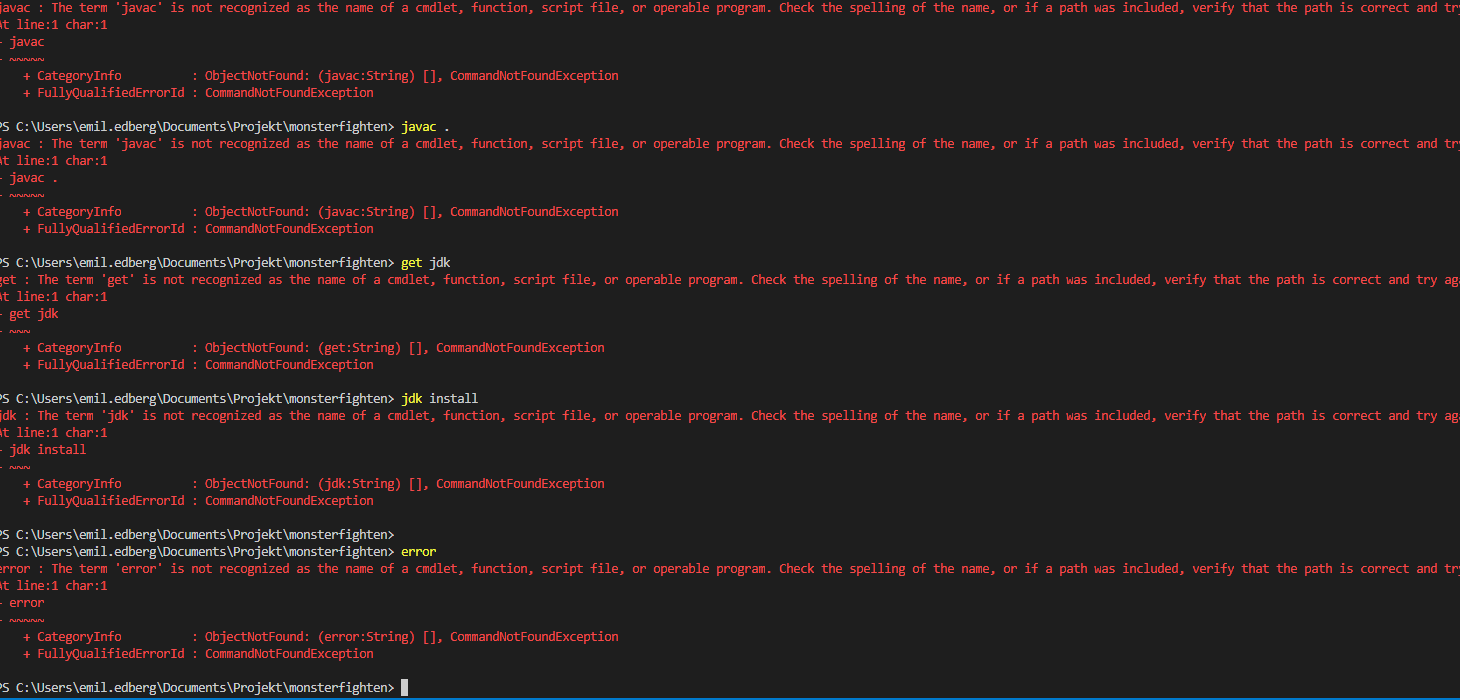 javac : The term 'javac' is not recognized as the name of a cmdlet, function, script file, or operable program. Check the spelling of the name, or if a path was included, verify that the path is correct and try
At line:1 char:1
+ javac
+ ~~~~~
+ CategoryInfo : ObjectNotFound: (javac:String) [], CommandNotFoundException
+ FullyQualifiedErrorId : CommandNotFoundException
PS C:\Users\emil.edberg\Documents\Projekt\monsterfighten> javac .
javac : The term 'javac' is not recognized as the name of a cmdlet, function, script file, or operable program. Check the spelling of the name, or if a path was included, verify that the path is correct and try
At line:1 char:1
+ javac .
+ ~~~~~
+ CategoryInfo : ObjectNotFound: (javac:String) [], CommandNotFoundException
+ FullyQualifiedErrorId : CommandNotFoundException
PS C:\Users\emil.edberg\Documents\Projekt\monsterfighten> get jdk
get : The term 'get' is not recognized as the name of a cmdlet, function, script file, or operable program. Check the spelling of the name, or if a path was included, verify that the path is correct and try aga
At line:1 char:1
+ get jdk
+ ~~~
+ CategoryInfo : ObjectNotFound: (get:String) [], CommandNotFoundException
+ FullyQualifiedErrorId : CommandNotFoundException
PS C:\Users\emil.edberg\Documents\Projekt\monsterfighten> jdk install
jdk : The term 'jdk' is not recognized as the name of a cmdlet, function, script file, or operable program. Check the spelling of the name, or if a path was included, verify that the path is correct and try aga
At line:1 char:1
+ jdk install
+ ~~~
+ CategoryInfo : ObjectNotFound: (jdk:String) [], CommandNotFoundException
+ FullyQualifiedErrorId : CommandNotFoundException
PS C:\Users\emil.edberg\Documents\Projekt\monsterfighten>
PS C:\Users\emil.edberg\Documents\Projekt\monsterfighten> error
error : The term 'error' is not recognized as the name of a cmdlet, function, script file, or operable program. Check the spelling of the name, or if a path was included, verify that the path is correct and try
At line:1 char:1
+ error
+ ~~~~~
+ CategoryInfo : ObjectNotFound: (error:String) [], CommandNotFoundException
+ FullyQualifiedErrorId : CommandNotFoundException
PS C:\Users\emil.edberg\Documents\Projekt\monsterfighten>